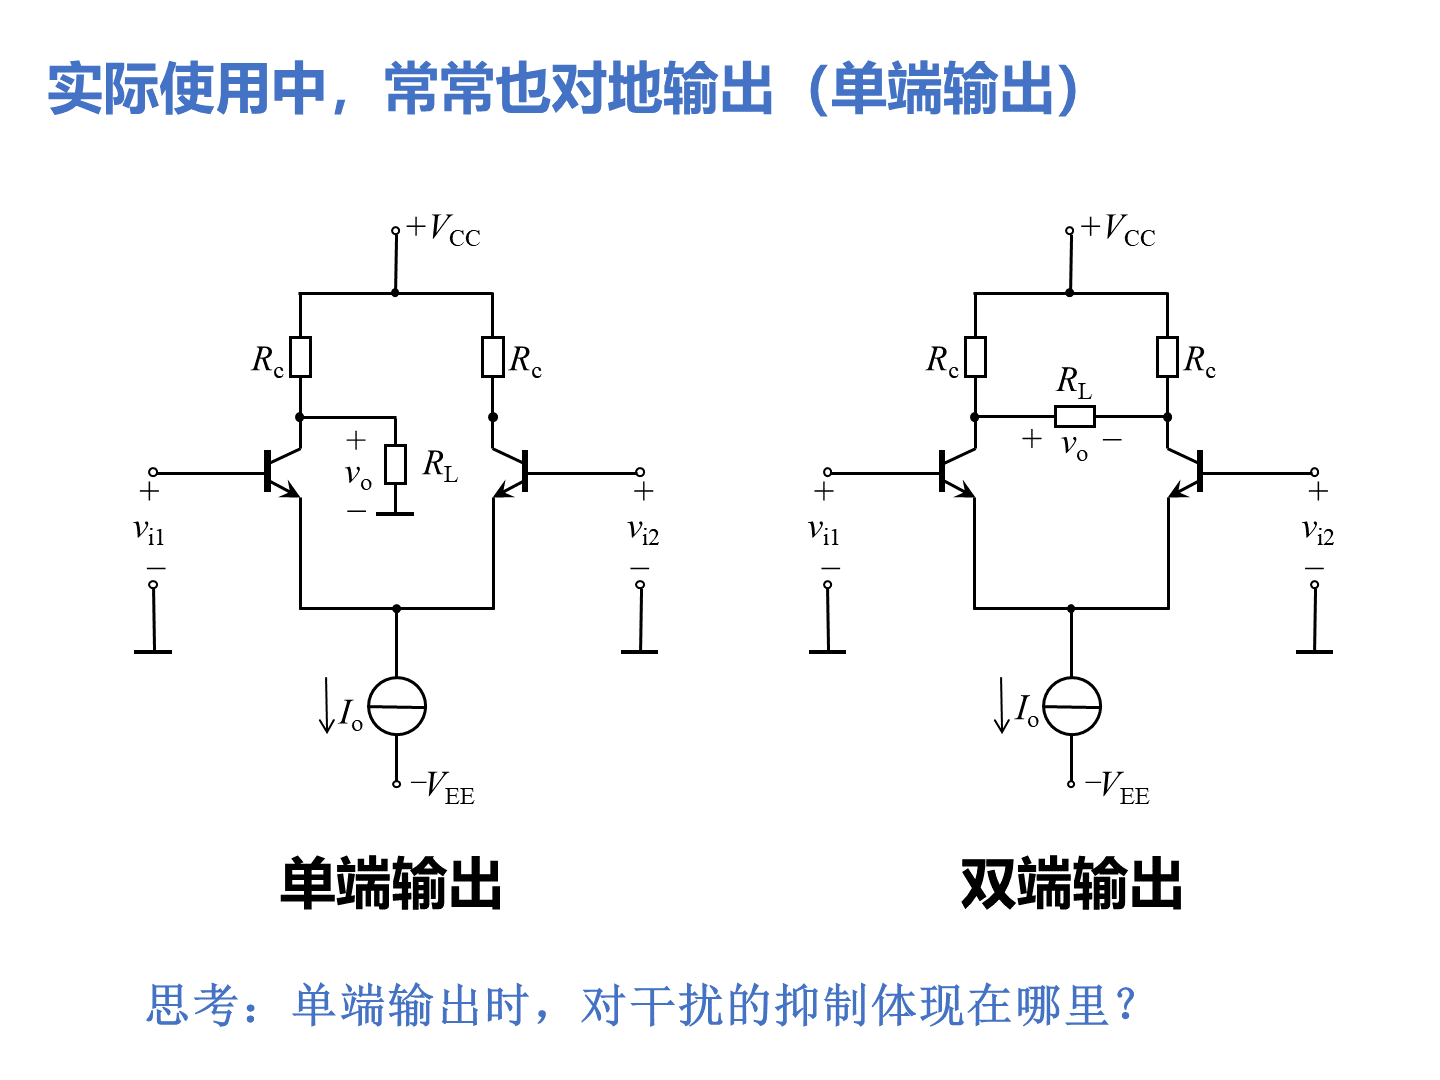 实际使用中，常常也对地输出（单端输出）
+VCC
+VCC
Rc
Rc
Rc
Rc
RL
+
vo
−
RL
+ vo −
+
vi1
−
+
vi2
−
+
vi1
−
+
vi2
−
Io
Io
−VEE
−VEE
单端输出
双端输出
思考：单端输出时，对干扰的抑制体现在哪里？